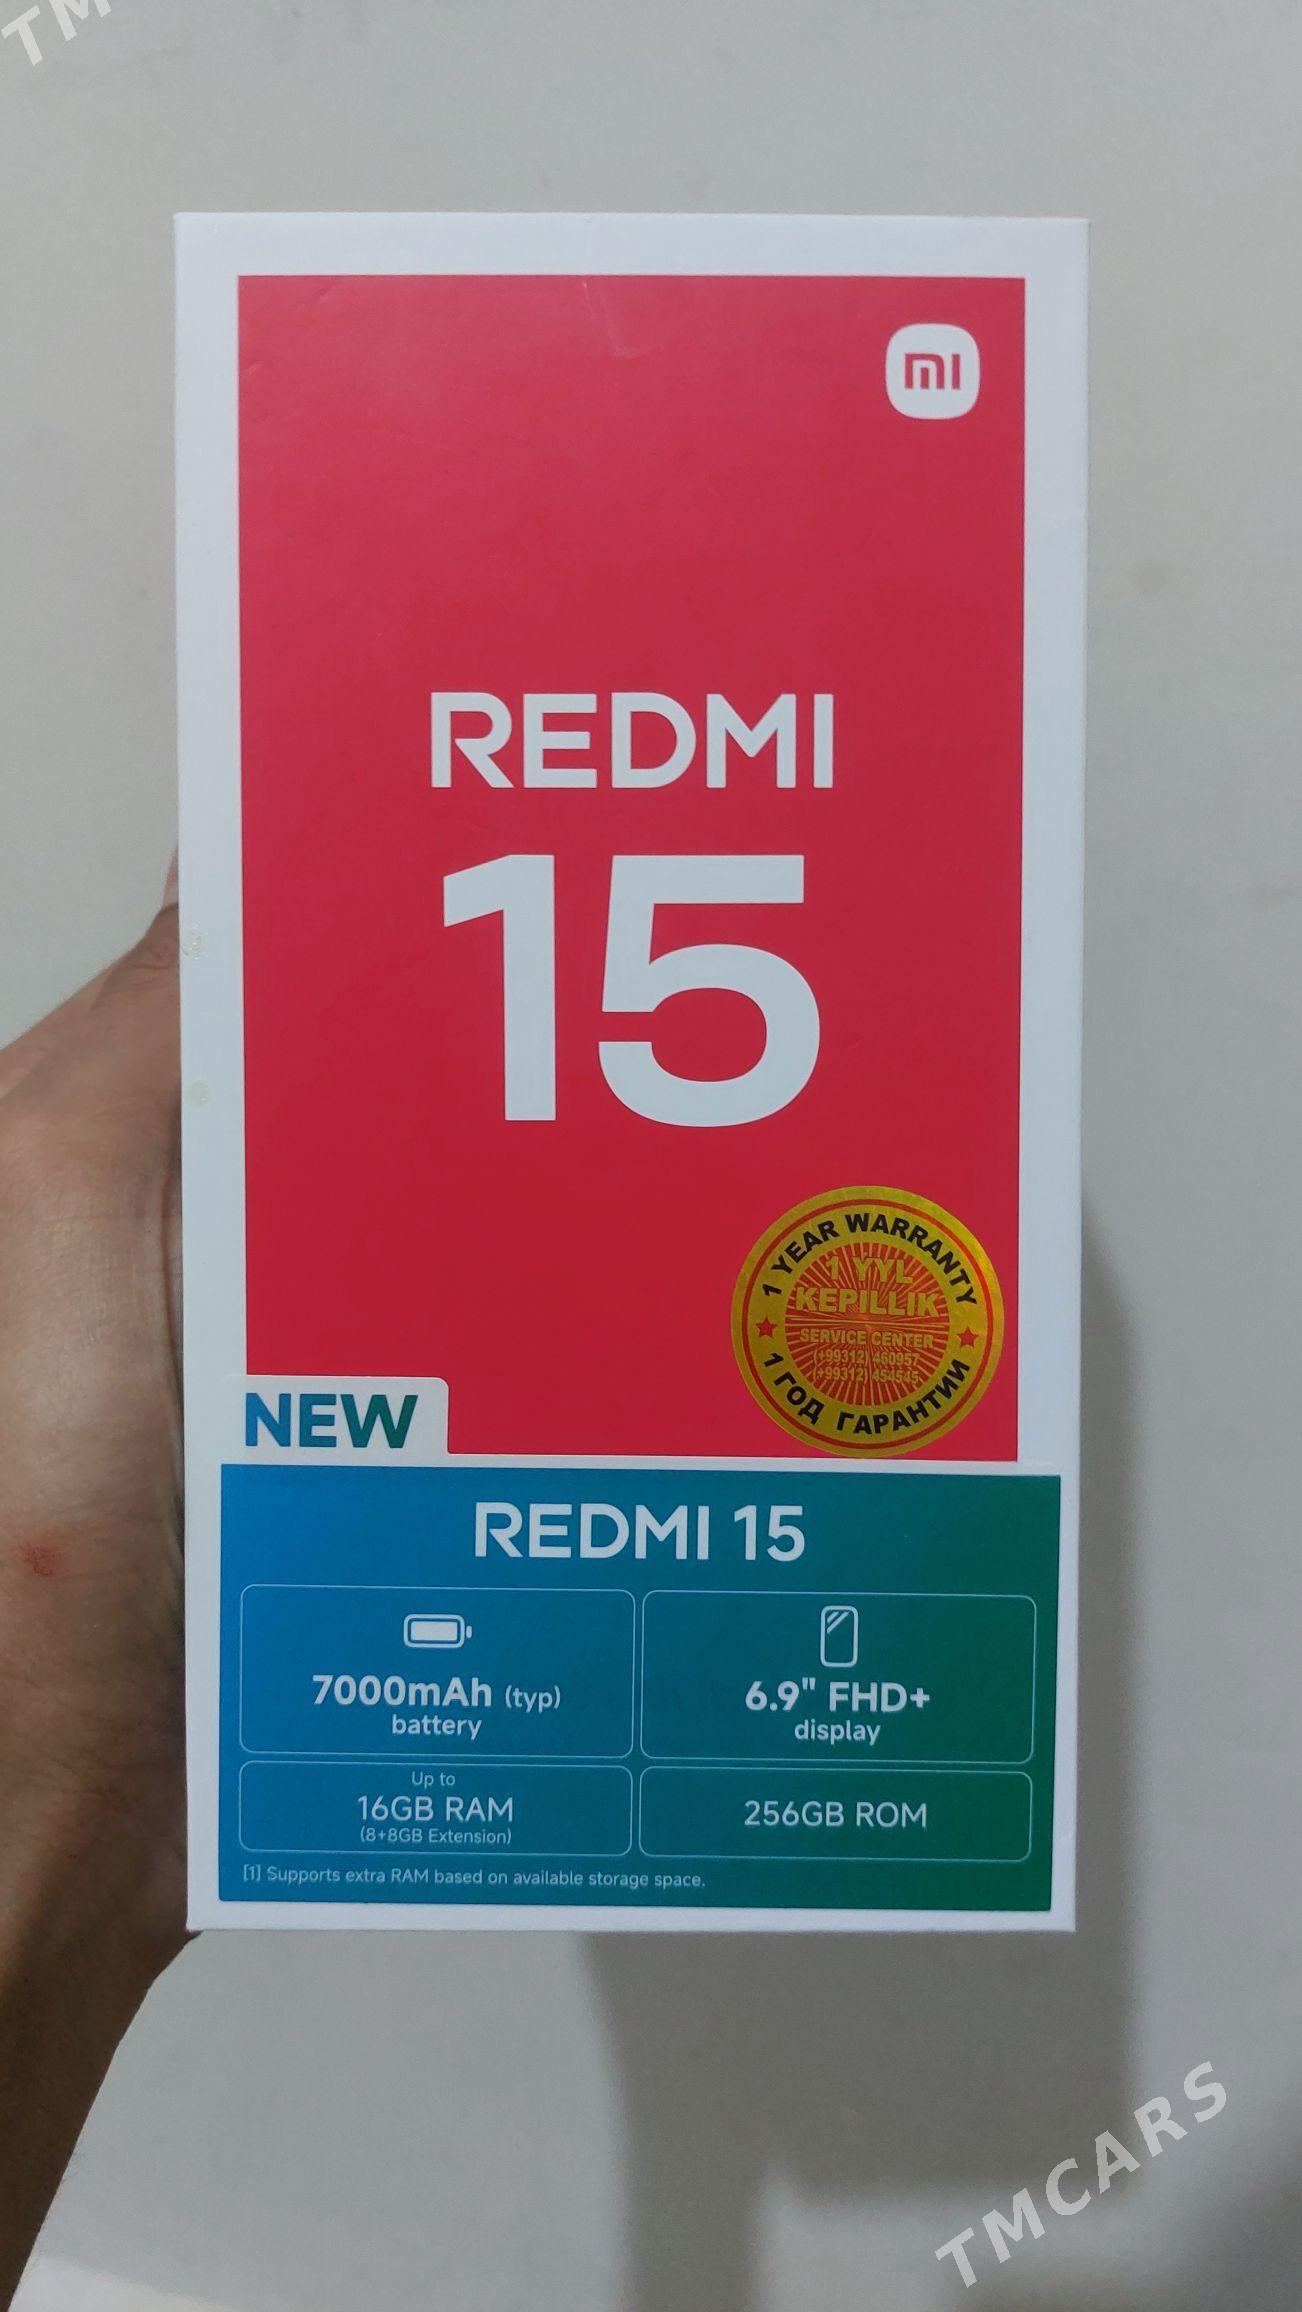 TM
mi
REDMI
15
1 YEAR WARRANTY
1 YYL
KEPILLIK
SERVICE CENTER
(+99312) 460957
(+99312) 454545
1 ГОД ГАРАНТИИ
NEW
REDMI 15
7000mAh (typ)
battery
6.9" FHD+
display
Up to
16GB RAM
(8+8GB Extension)
256GB ROM
[1] Supports extra RAM based on available storage space.
TMCARS